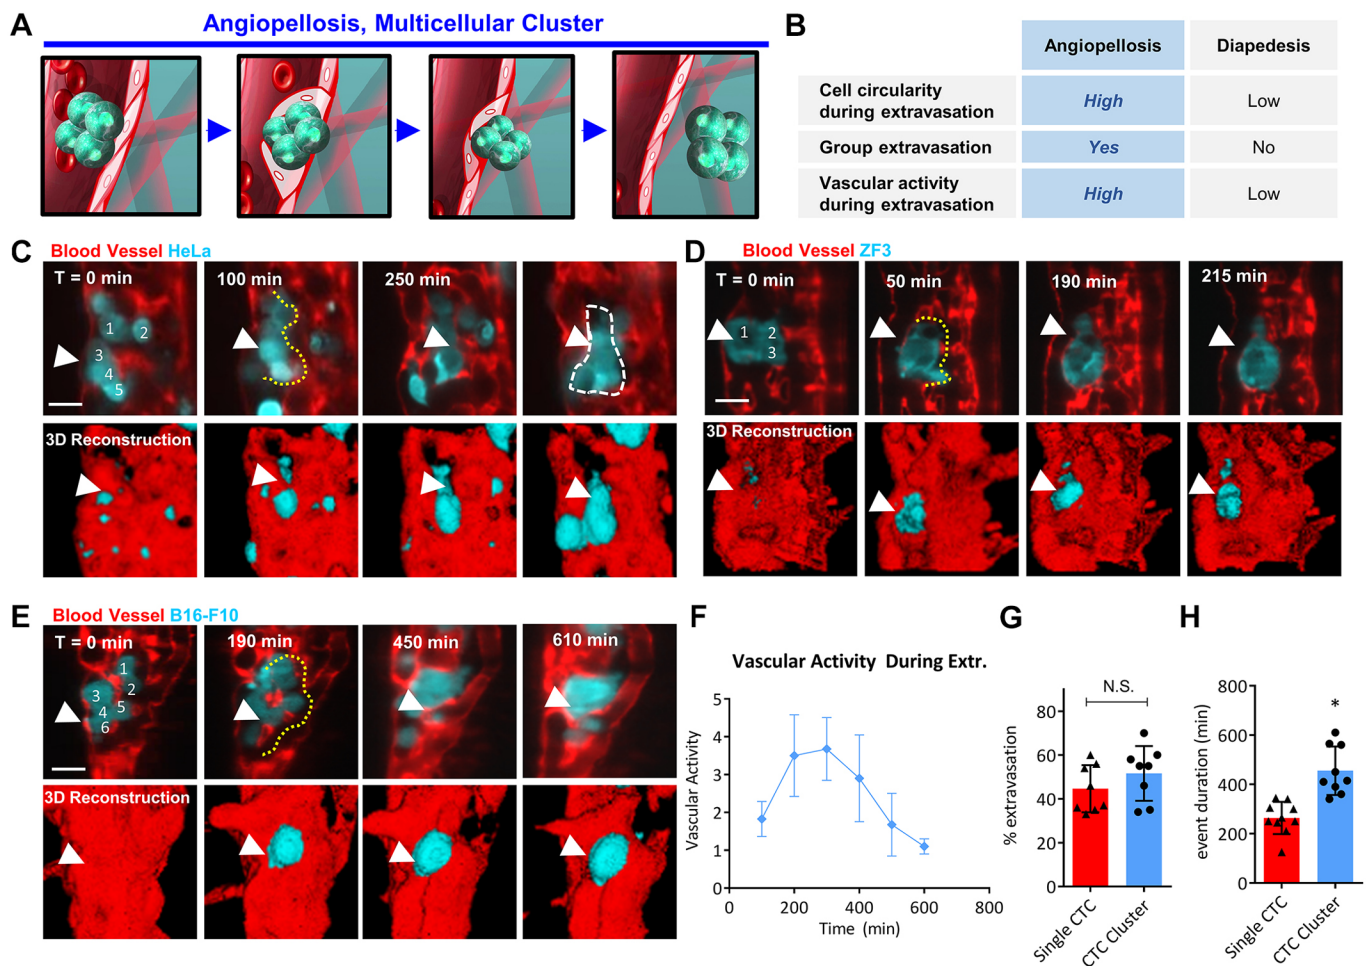 A
Angiopellosis, Multicellular Cluster
B
Angiopellosis Diapedesis
Cell circularity
during extravasation
High Low
Group extravasation Yes No
Vascular activity
during extravasation
High Low
C
Blood Vessel HeLa
T = 0 min 100 min 250 min
1 2
3
4
5
3D Reconstruction
D
Blood Vessel ZF3
T = 0 min 50 min 190 min 215 min
1 2
3
3D Reconstruction
E
Blood Vessel B16-F10
T = 0 min 190 min 450 min 610 min
1
3 2
4 5
6
3D Reconstruction
F
Vascular Activity During Extr.
Vascular Activity
5
4
3
2
1
0
0 200 400 600 800
Time (min)
G
N.S.
% extravasation
80
60
40
20
0
Single CTC
CTC Cluster
H
*
event duration (min)
800
600
400
200
0
Single CTC
CTC Cluster